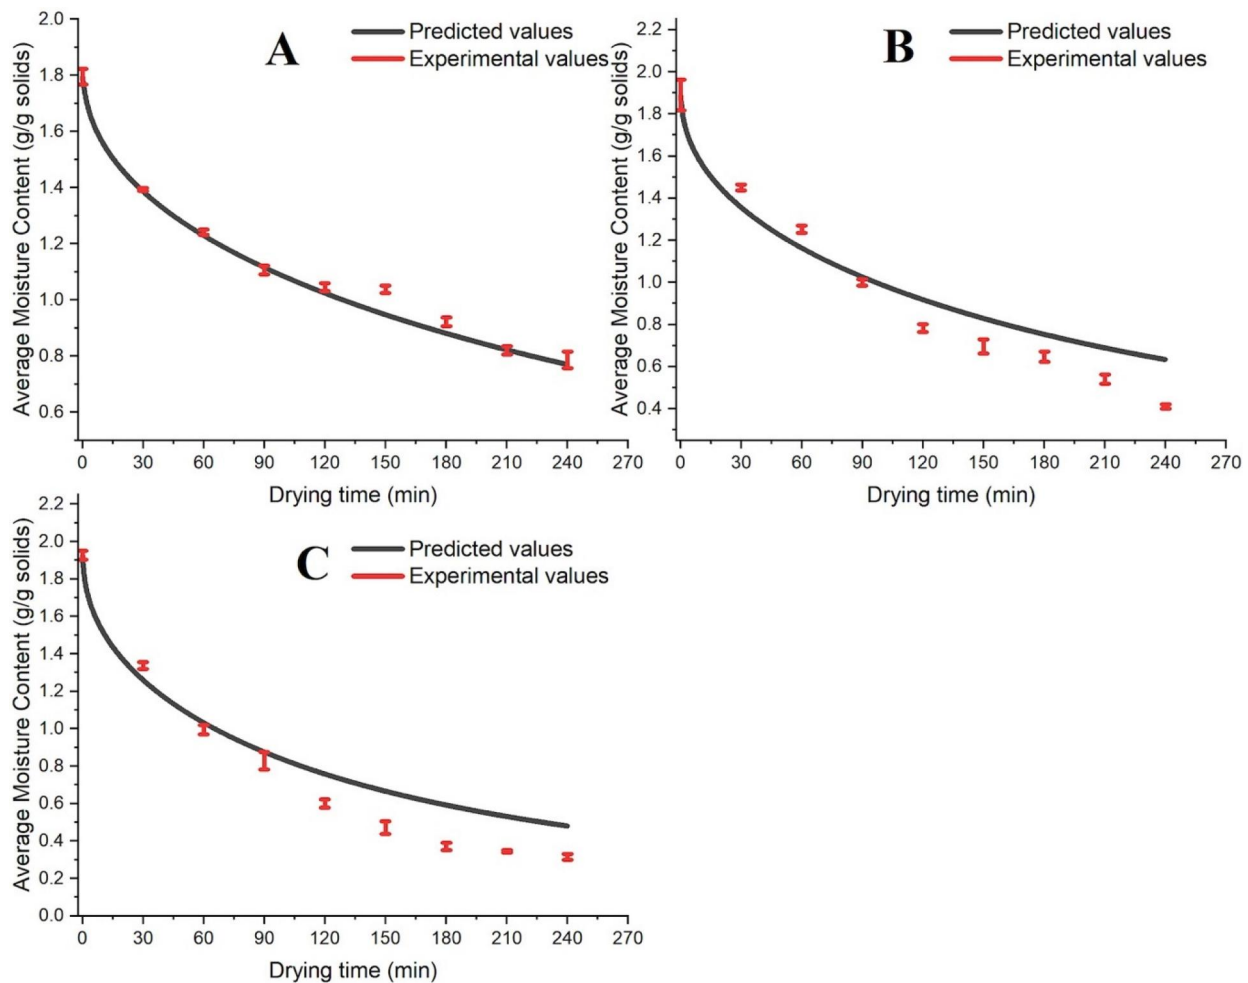 A
Predicted values
Experimental values
2.0
1.8
1.6
1.4
1.2
1.0
0.8
0.6
Average Moisture Content (g/g solids)
0 30 60 90 120 150 180 210 240 270
Drying time (min)
B
Predicted values
Experimental values
2.2
2.0
1.8
1.6
1.4
1.2
1.0
0.8
0.6
0.4
Average Moisture Content (g/g solids)
0 30 60 90 120 150 180 210 240 270
Drying time (min)
C
Predicted values
Experimental values
2.2
2.0
1.8
1.6
1.4
1.2
1.0
0.8
0.6
0.4
0.2
0.0
Average Moisture Content (g/g solids)
0 30 60 90 120 150 180 210 240 270
Drying time (min)